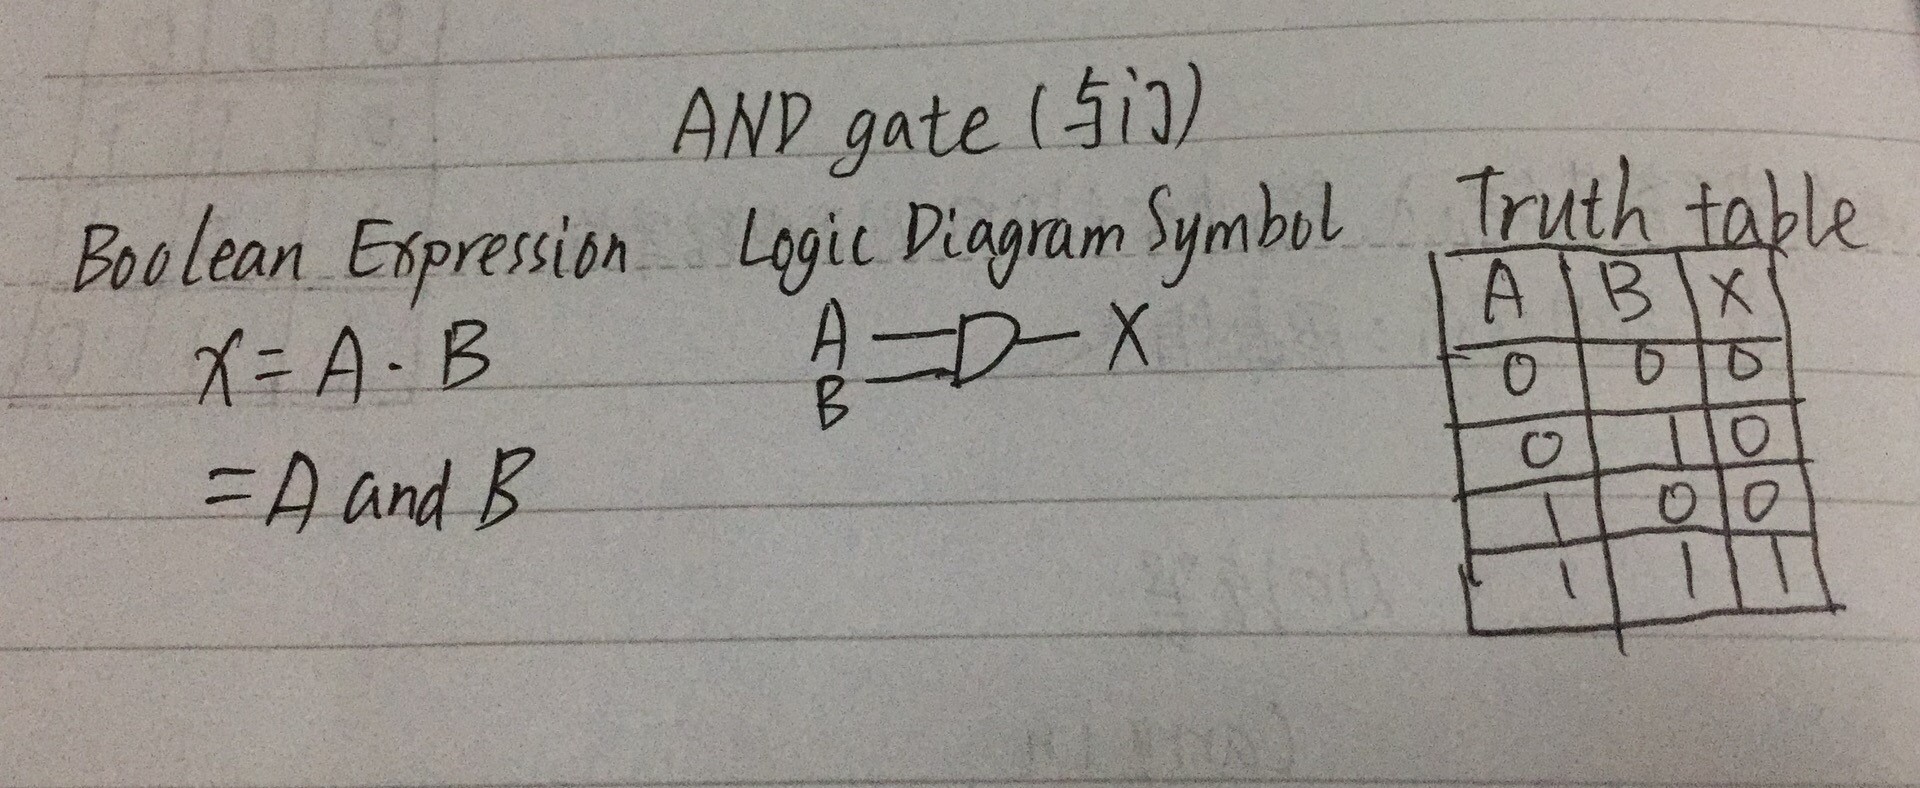 AND gate (与门)
Boolean Expression
X = A · B
= A and B
Logic Diagram Symbol
A
B
X
Truth table
A B X
0 0 0
0 1 0
1 0 0
1 1 1